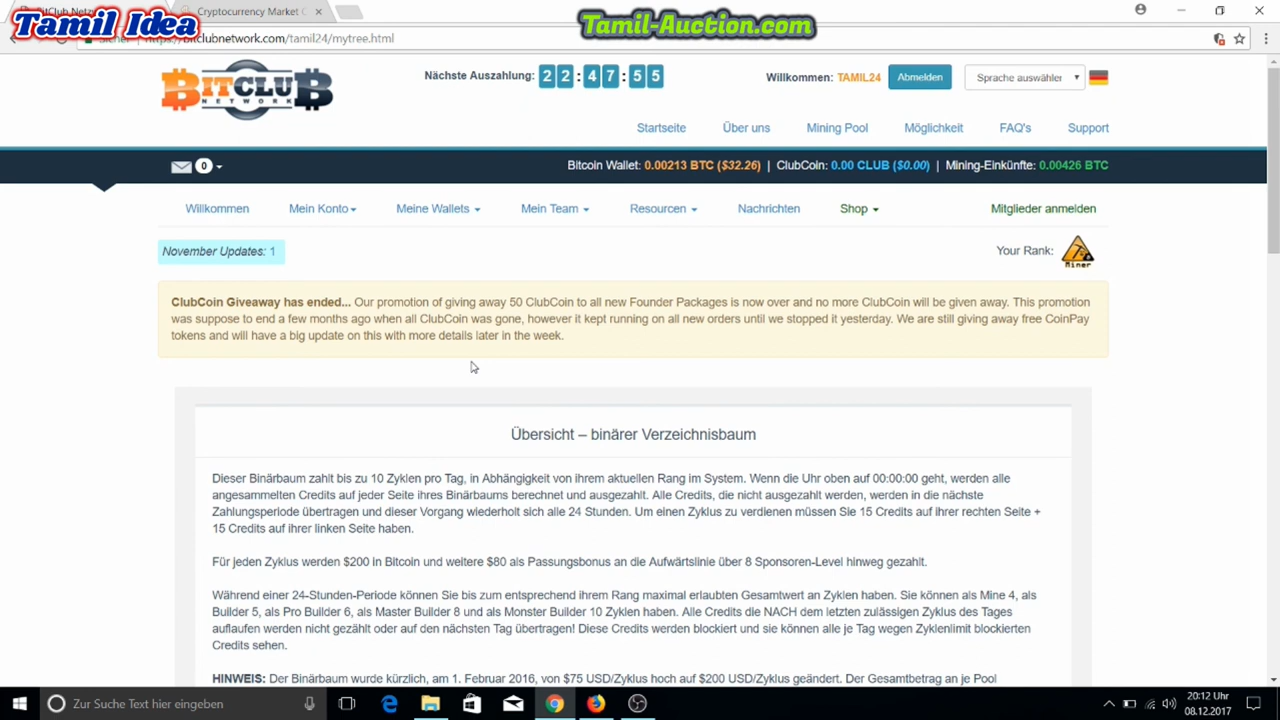 Tamil Idea
Tamil-Auction.com
Cryptocurrency Market C
bitclubnetwork.com/tamil24/mytree.html
BITCLUB
NETWORK
Nächste Auszahlung: 22:47:55
Willkommen: TAMIL24 Abmelden Sprache auswähler
Startseite Über uns Mining Pool Möglichkeit FAQ's Support
0 Bitcoin Wallet: 0.00213 BTC ($32.26) | ClubCoin: 0.00 CLUB ($0.00) | Mining-Einkünfte: 0.00426 BTC
Willkommen Mein Konto Meine Wallets Mein Team Resourcen Nachrichten Shop Mitglieder anmelden
November Updates: 1
Your Rank: Miner
ClubCoin Giveaway has ended... Our promotion of giving away 50 ClubCoin to all new Founder Packages is now over and no more ClubCoin will be given away. This promotion
was suppose to end a few months ago when all ClubCoin was gone, however it kept running on all new orders until we stopped it yesterday. We are still giving away free CoinPay
tokens and will have a big update on this with more details later in the week.
Übersicht – binärer Verzeichnisbaum
Dieser Binärbaum zahlt bis zu 10 Zyklen pro Tag, in Abhängigkeit von ihrem aktuellen Rang im System. Wenn die Uhr oben auf 00:00:00 geht, werden alle
angesammelten Credits auf jeder Seite ihres Binärbaums berechnet und ausgezahlt. Alle Credits, die nicht ausgezahlt werden, werden in die nächste
Zahlungsperiode übertragen und dieser Vorgang wiederholt sich alle 24 Stunden. Um einen Zyklus zu verdienen müssen Sie 15 Credits auf ihrer rechten Seite +
15 Credits auf ihrer linken Seite haben.
Für jeden Zyklus werden $200 in Bitcoin und weitere $80 als Passungsbonus an die Aufwärtslinie über 8 Sponsoren-Level hinweg gezahlt.
Während einer 24-Stunden-Periode können Sie bis zum entsprechend ihrem Rang maximal erlaubten Gesamtwert an Zyklen haben. Sie können als Mine 4, als
Builder 5, als Pro Builder 6, als Master Builder 8 und als Monster Builder 10 Zyklen haben. Alle Credits die NACH dem letzten zulässigen Zyklus des Tages
auflaufen werden nicht gezählt oder auf den nächsten Tag übertragen! Diese Credits werden blockiert und sie können alle je Tag wegen Zyklenlimit blockierten
Credits sehen.
HINWEIS: Der Binärbaum wurde kürzlich, am 1. Februar 2016, von $75 USD/Zyklus hoch auf $200 USD/Zyklus geändert. Der Gesamtbetrag an je Pool
Zur Suche Text hier eingeben
20:12 Uhr
08.12.2017